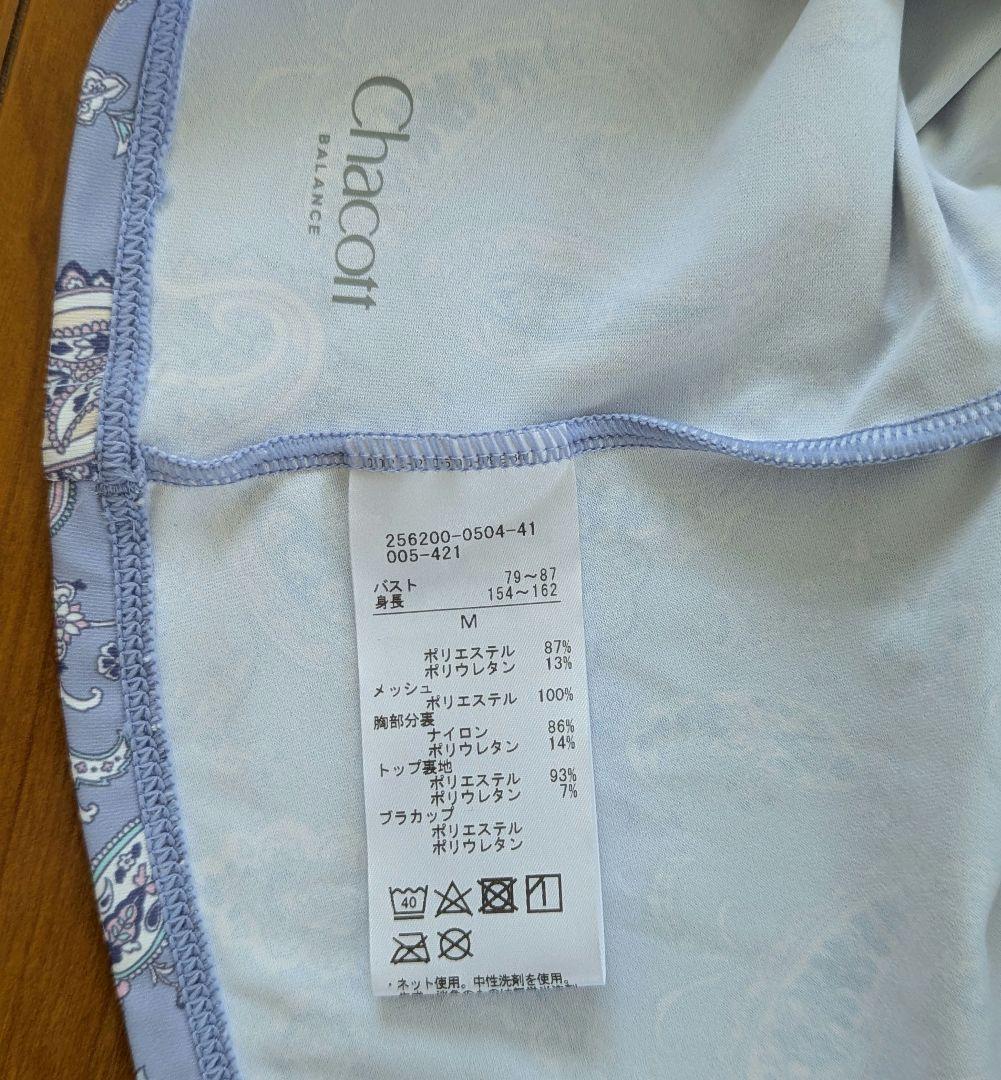 Chacott
BALANCE
256200-0504-41
005-421
バスト 79～87
身長 154～162
M
ポリエステル 87%
ポリウレタン 13%
メッシュ
ポリエステル 100%
胸部分裏
ナイロン 86%
ポリウレタン 14%
トップ裏地
ポリエステル 93%
ポリウレタン 7%
ブラカップ
ポリエステル
ポリウレタン
40
・ネット使用。中性洗剤を使用。